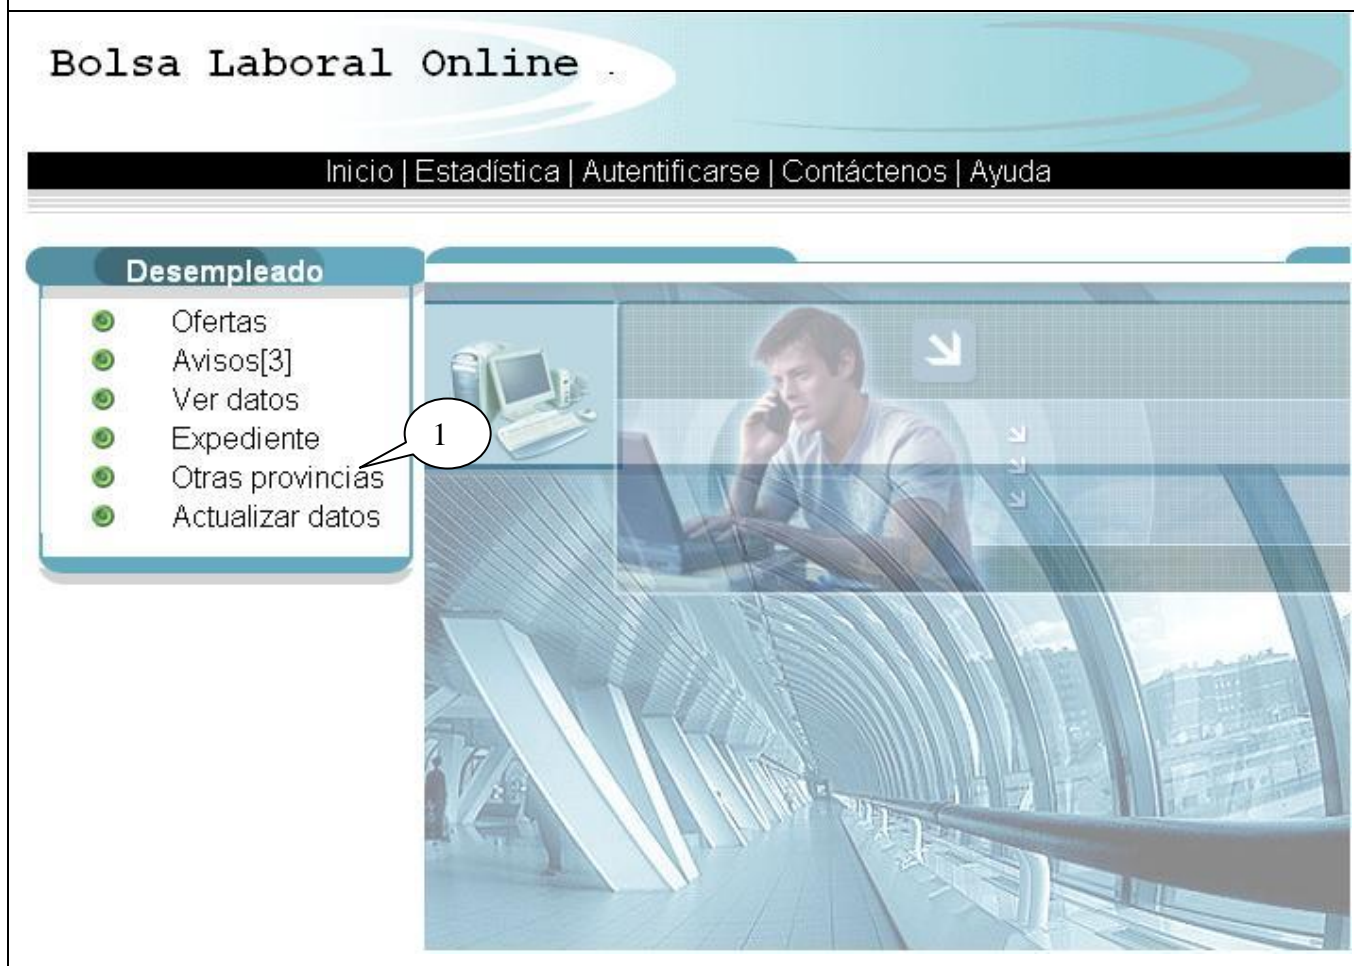 Bolsa Laboral Online .
Inicio | Estadística | Autentificarse | Contáctenos | Ayuda
Desempleado
Ofertas
Avisos[3]
Ver datos
Expediente
1
Otras provincias
Actualizar datos